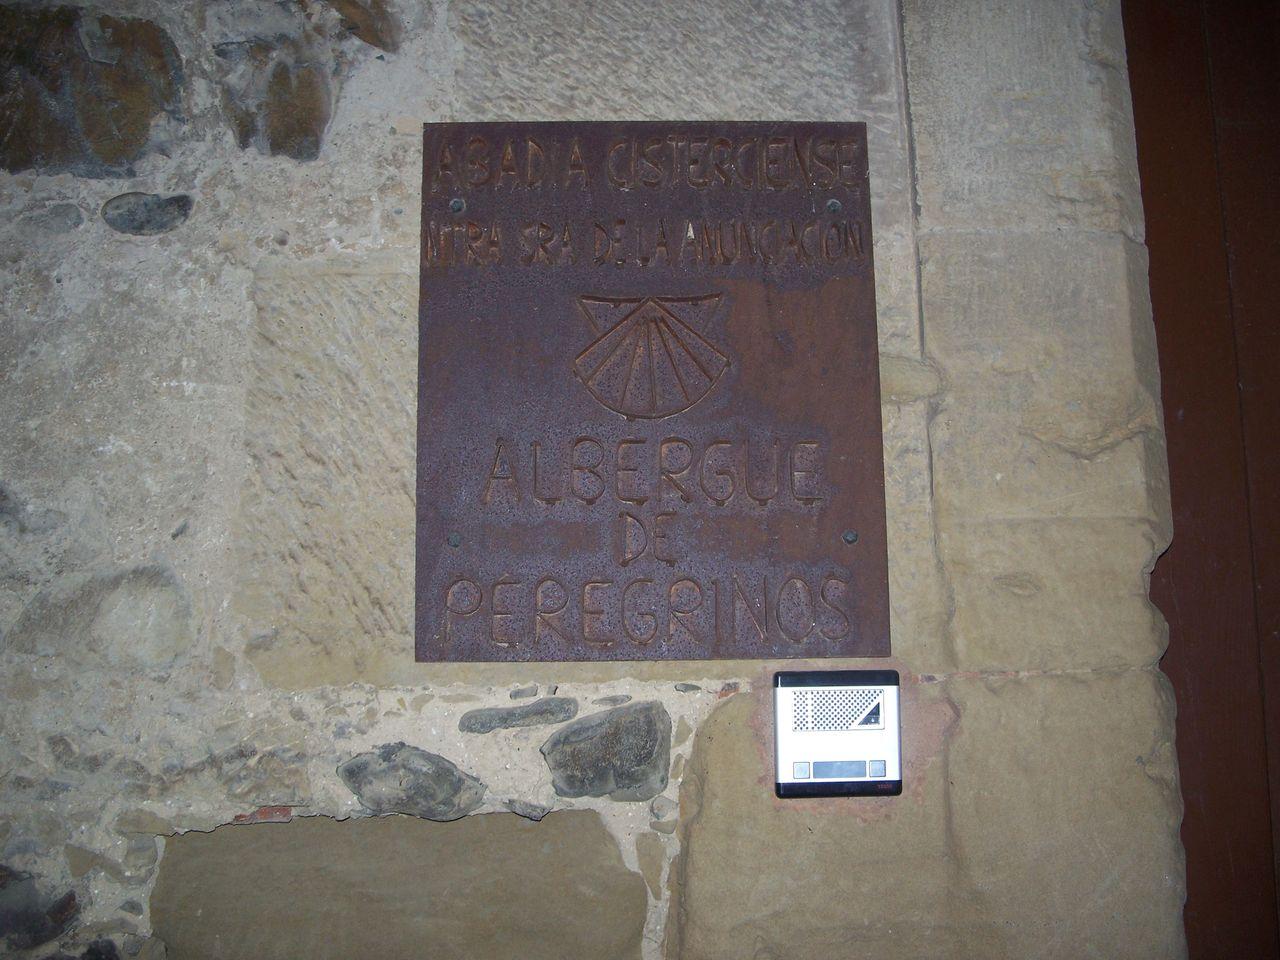 ABADIA CISTERCIENSE
NTRA SRA DE LA ANUNCIACION
ALBERGUE
DE
PEREGRINOS